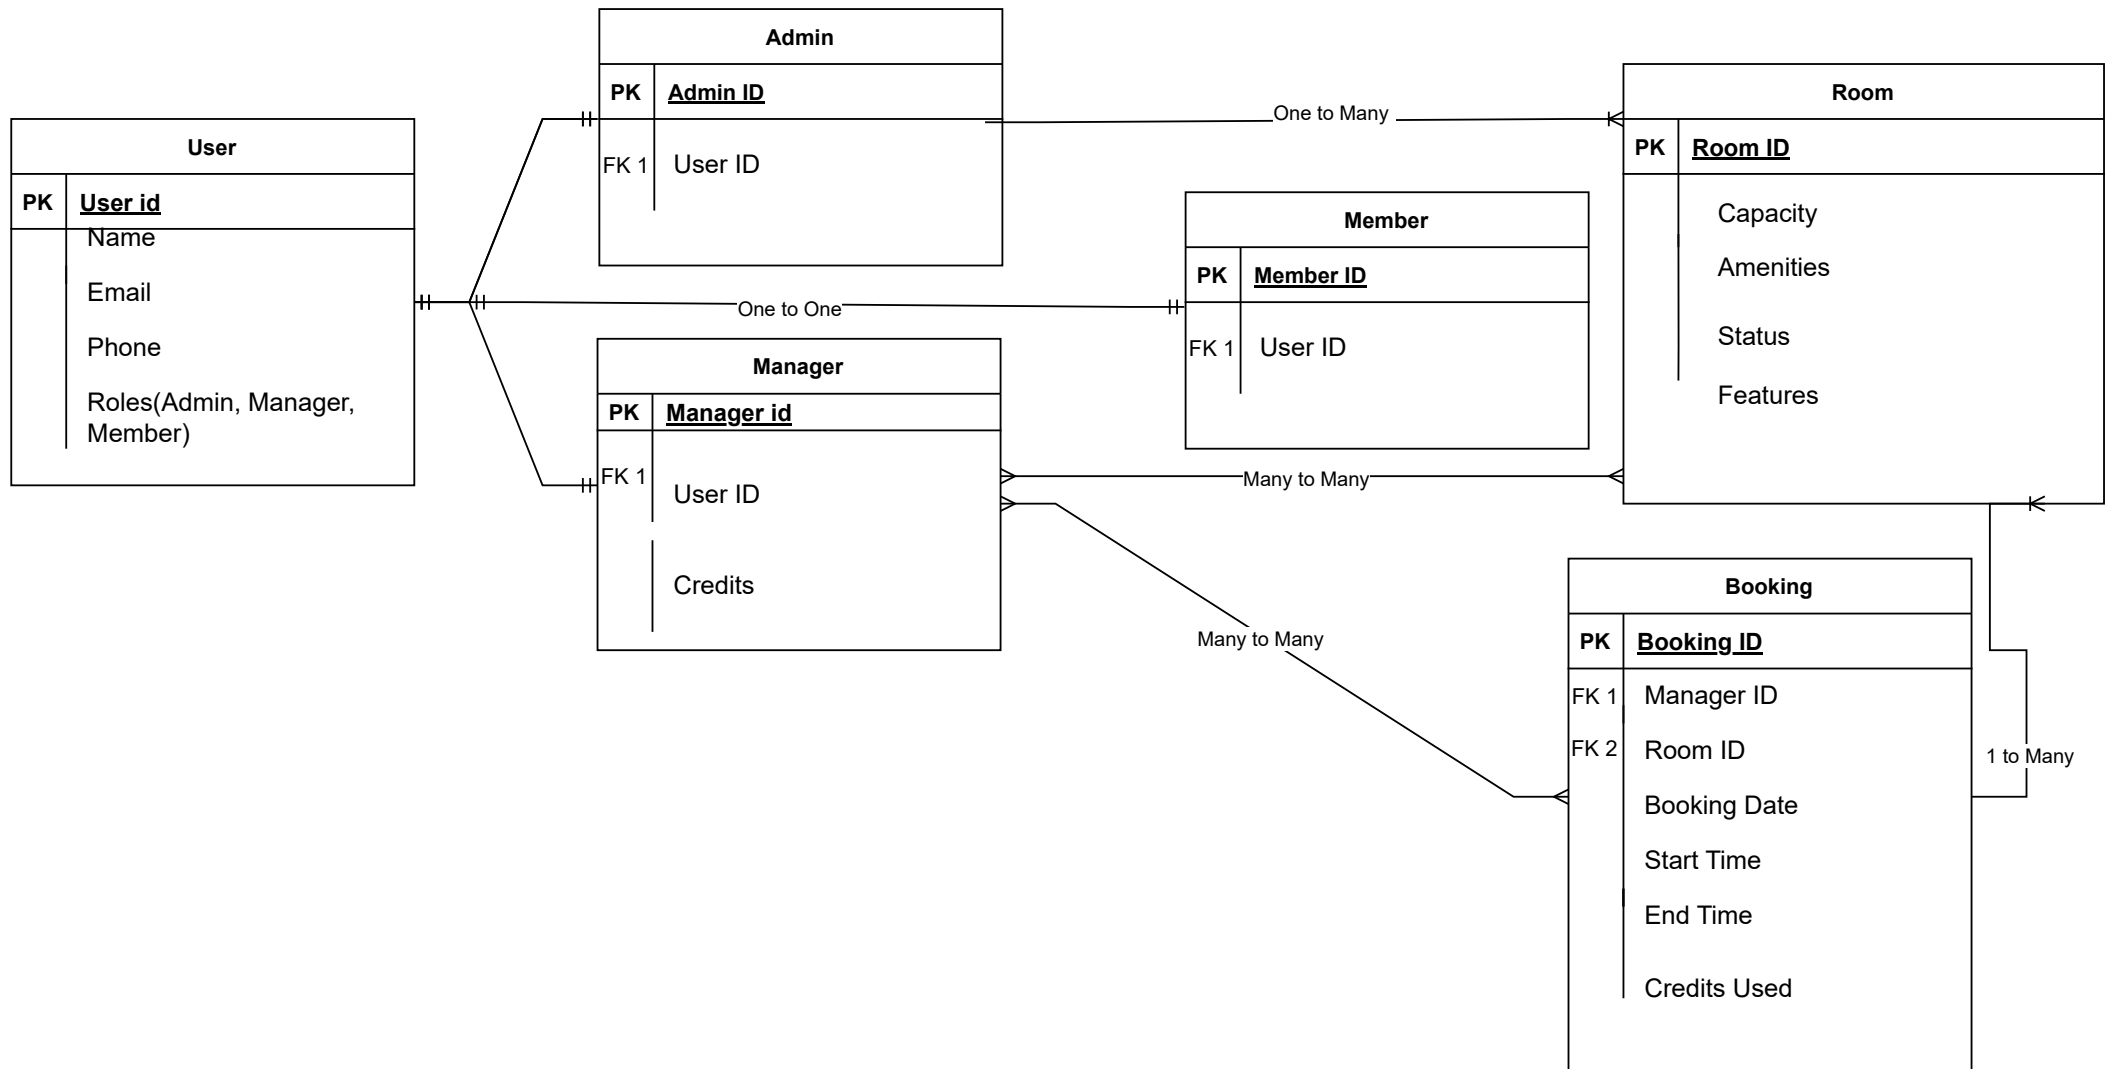 Admin
PK
Admin ID
FK 1
User ID
User
PK
User id
Name
Email
Phone
Roles(Admin, Manager,
Member)
One to Many
One to One
Member
PK
Member ID
FK 1
User ID
Manager
PK
Manager id
FK 1
User ID
Credits
Room
PK
Room ID
Capacity
Amenities
Status
Features
Many to Many
Many to Many
Booking
PK
Booking ID
FK 1
Manager ID
FK 2
Room ID
Booking Date
Start Time
End Time
Credits Used
1 to Many